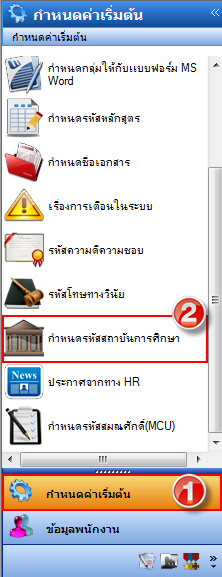 กำหนดค่าเริ่มต้น
กำหนดค่าเริ่มต้น
กำหนดกลุ่มให้กับแบบฟอร์ม MS
Word
กำหนดรหัสหลักสูตร
กำหนดชื่อเอกสาร
เรื่องการเตือนในระบบ
รหัสความดีความชอบ
รหัสโทษทางวินัย
2
กำหนดรหัสสถาบันการศึกษา
News
ประกาศจากทาง HR
กำหนดรหัสสมณศักดิ์(MCU)
กำหนดค่าเริ่มต้น
1
ข้อมูลพนักงาน